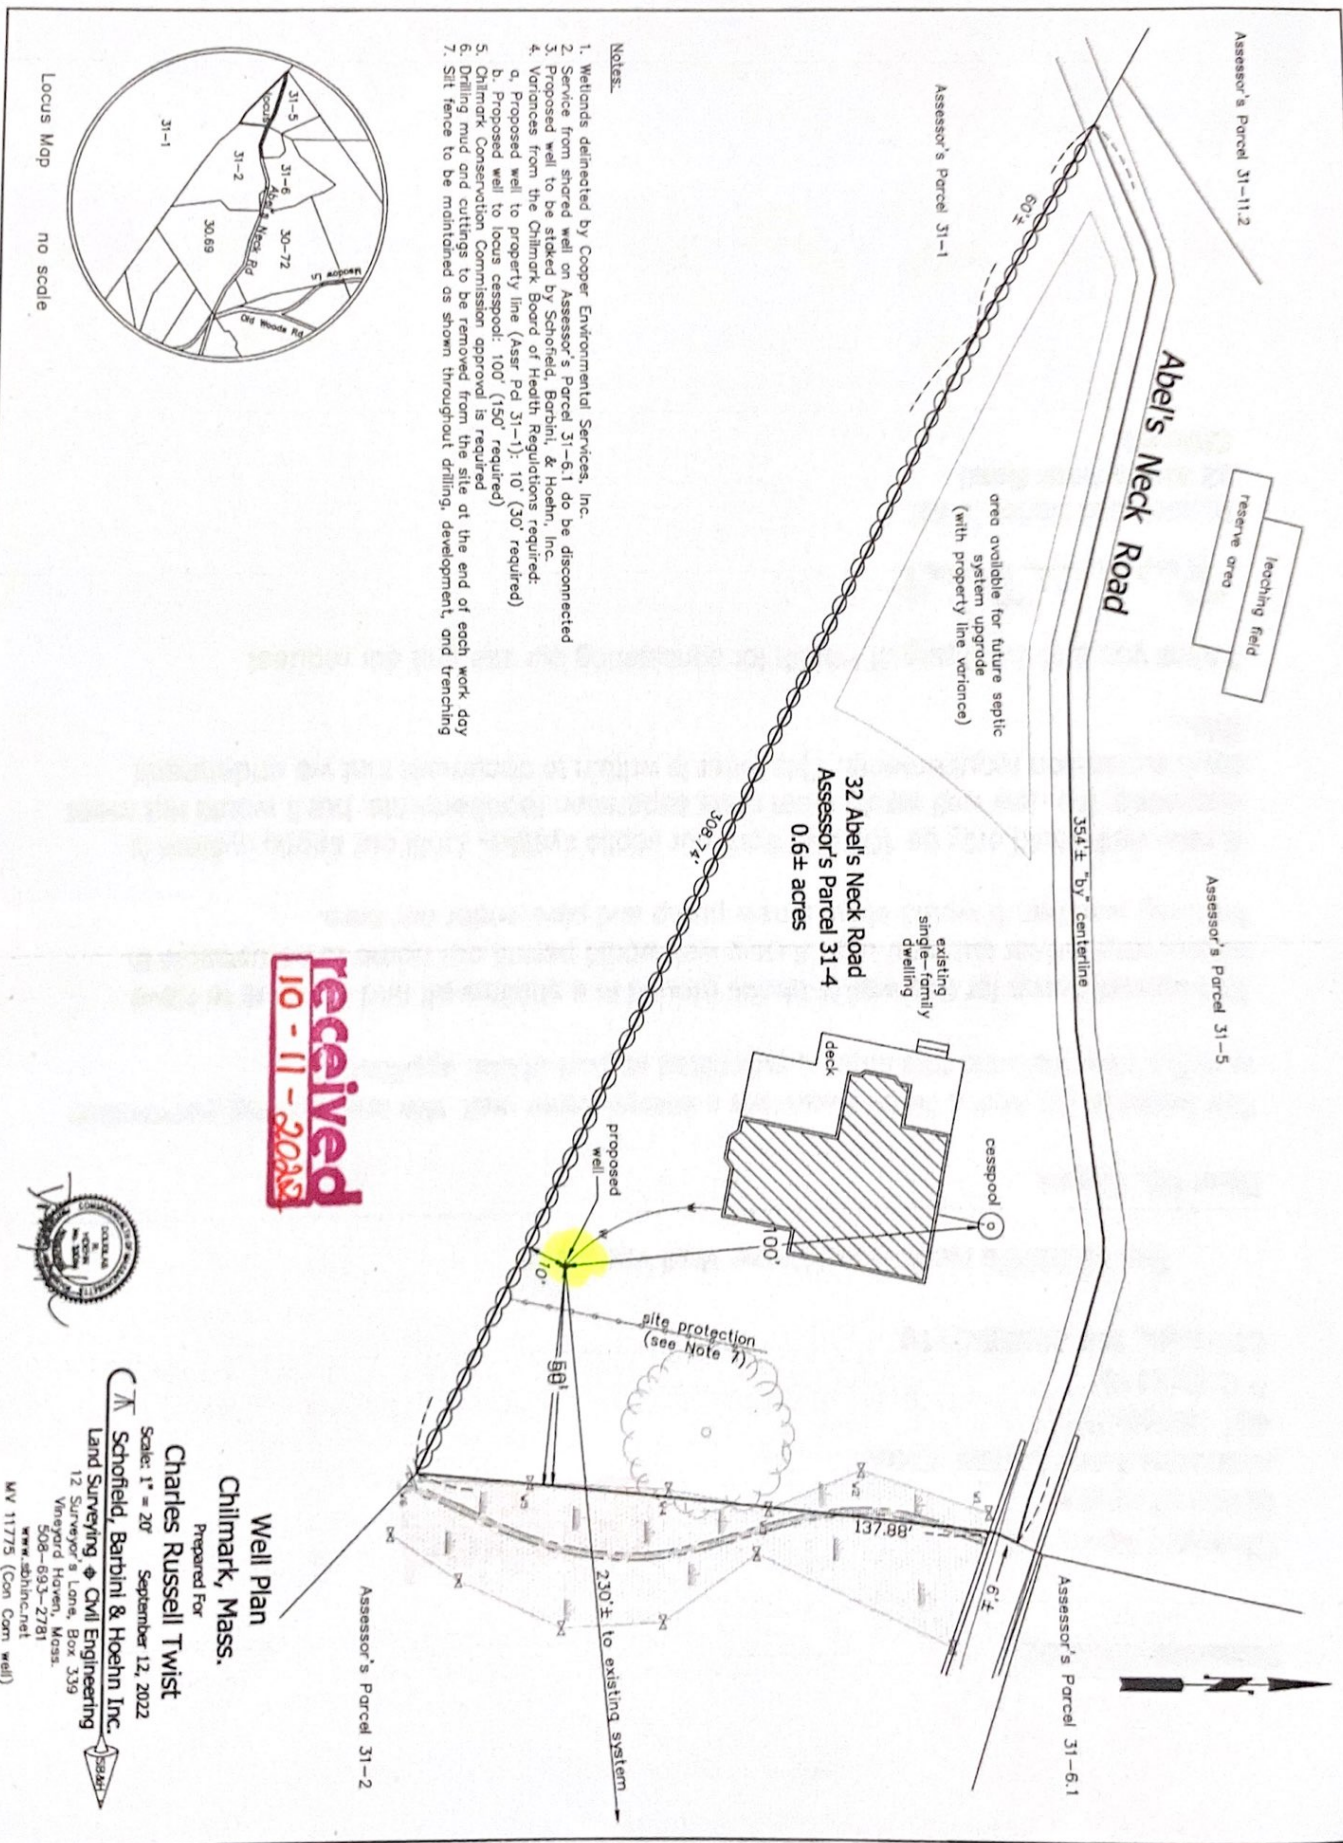 Assessor's Parcel 31-11.2
Abel's Neck Road
leaching field
reserve area
Assessor's Parcel 31-5
354'± "by" centerline
Assessor's Parcel 31-6.1
6'±
Assessor's Parcel 31-1
60'±
area available for future septic
system upgrade
(with property line variance)
32 Abel's Neck Road
Assessor's Parcel 31-4
0.6± acres
existing
single-family
dwelling
deck
cesspool
100'
W
W
proposed
well
10'
308'±
site protection
(see Note 7)
137.88'
230'± to existing system
Assessor's Parcel 31-2
Notes:
1. Wetlands delineated by Cooper Environmental Services, Inc.
2. Service from shared well on Assessor's Parcel 31-6.1 do be disconnected
3. Proposed well to be staked by Schofield, Barbini, & Hoehn, Inc.
4. Variances from the Chilmark Board of Health Regulations required:
a. Proposed well to property line (Assr Pcl 31-1): 10' (30' required)
b. Proposed well to locus cesspool: 100' (150' required)
5. Chilmark Conservation Commission approval is required
6. Drilling mud and cuttings to be removed from the site at the end of each work day
7. Silt fence to be maintained as shown throughout drilling, development, and trenching
31-5
locus
31-6
31-2
31-1
Abel's Neck Rd
30-72
30.69
Meadow
Old Woods Rd
Locus Map no scale
received
10-11-2022
Well Plan
Chilmark, Mass.
Prepared For
Charles Russell Twist
Scale: 1" = 20' September 12, 2022
Schofield, Barbini & Hoehn Inc.
Land Surveying Civil Engineering
12 Surveyor's Lane, Box 339
Vineyard Haven, Mass.
508-693-2781
www.sbhinc.net
MV 11775 (Con Com well)
SB&H